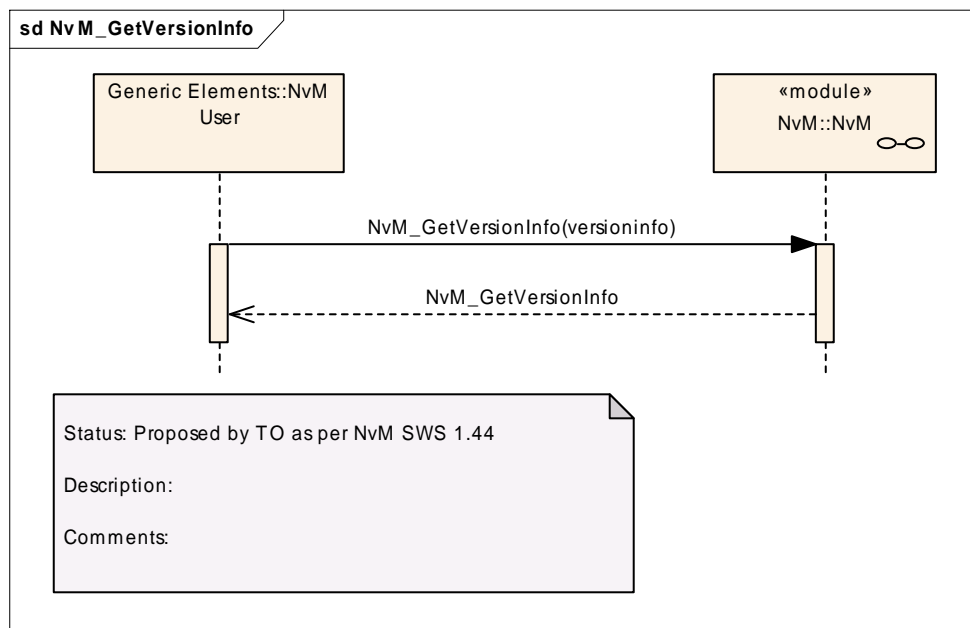 sd NvM_GetVersionInfo
Generic Elements::NvM
User
«module»
NvM::NvM
NvM_GetVersionInfo(versioninfo)
NvM_GetVersionInfo
Status: Proposed by TO as per NvM SWS 1.44
Description:
Comments: